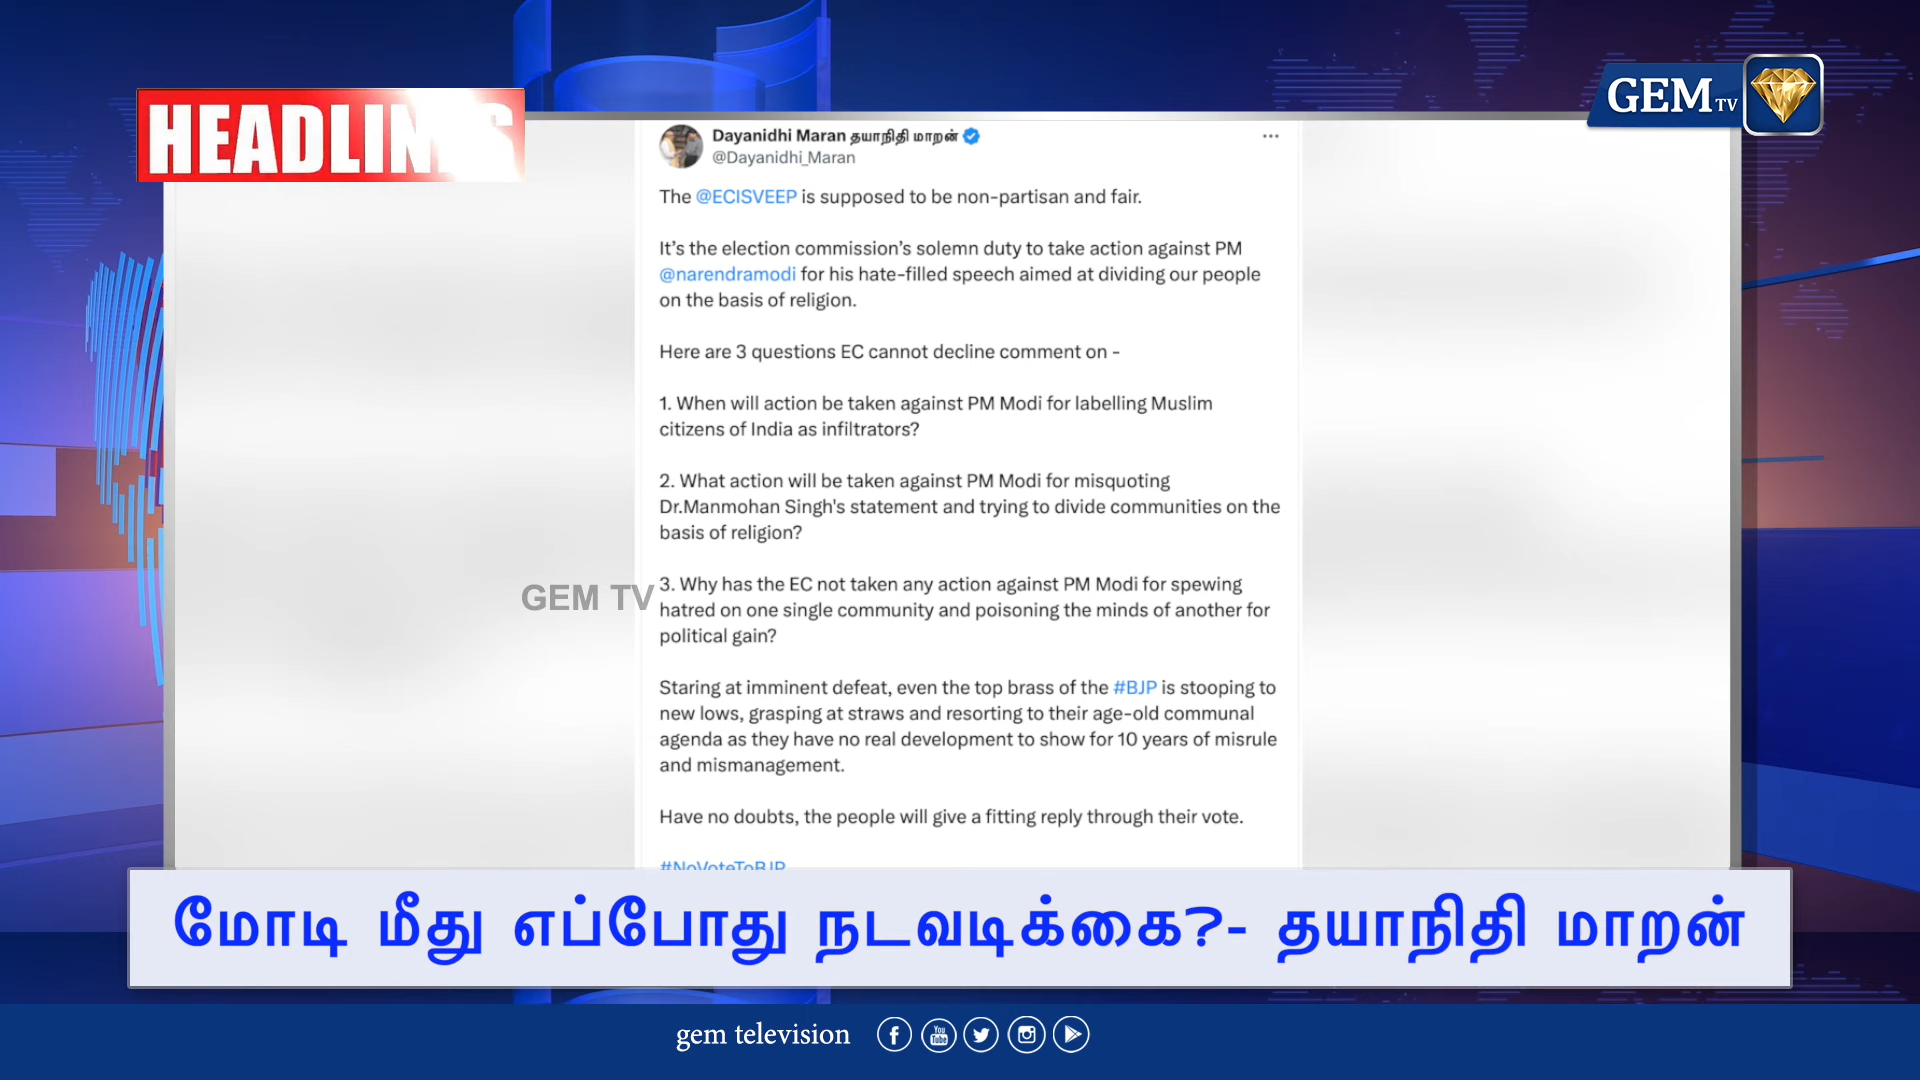 HEADLINES
GEM TV
Dayanidhi Maran தயாநிதி மாறன்
@Dayanidhi_Maran
The @ECISVEEP is supposed to be non-partisan and fair.
It's the election commission's solemn duty to take action against PM
@narendramodi for his hate-filled speech aimed at dividing our people
on the basis of religion.
Here are 3 questions EC cannot decline comment on -
1. When will action be taken against PM Modi for labelling Muslim
citizens of India as infiltrators?
2. What action will be taken against PM Modi for misquoting
Dr.Manmohan Singh's statement and trying to divide communities on the
basis of religion?
GEM TV
3. Why has the EC not taken any action against PM Modi for spewing
hatred on one single community and poisoning the minds of another for
political gain?
Staring at imminent defeat, even the top brass of the #BJP is stooping to
new lows, grasping at straws and resorting to their age-old communal
agenda as they have no real development to show for 10 years of misrule
and mismanagement.
Have no doubts, the people will give a fitting reply through their vote.
#NoVoteToBJP
மோடி மீது எப்போது நடவடிக்கை?- தயாநிதி மாறன்
gem television